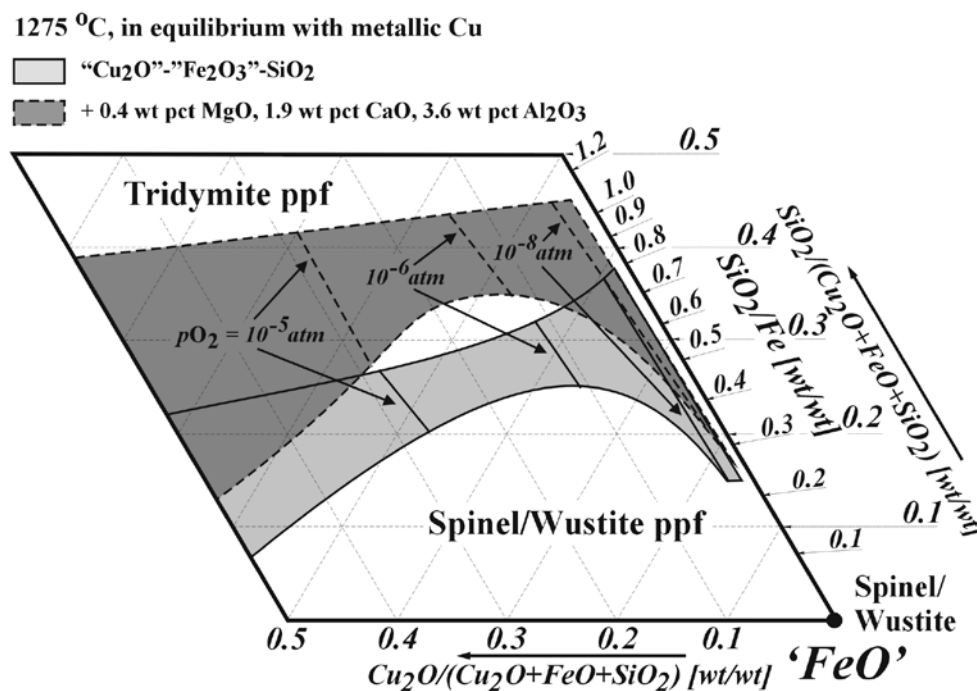 1275 ºC, in equilibrium with metallic Cu
“Cu2O”-”Fe2O3”-SiO2
+ 0.4 wt pct MgO, 1.9 wt pct CaO, 3.6 wt pct Al2O3
Tridymite ppf
pO2 = 10-5atm
10-6atm
10-8atm
1.2
1.0
0.9
0.8
0.7
0.6
0.5
0.4
0.3
0.2
0.1
SiO2/Fe [wt/wt]
0.5
0.4
0.3
0.2
0.1
SiO2/(Cu2O+FeO+SiO2) [wt/wt]
Spinel/Wustite ppf
Spinel/
Wustite
‘FeO’
0.5 0.4 0.3 0.2 0.1
Cu2O/(Cu2O+FeO+SiO2) [wt/wt]